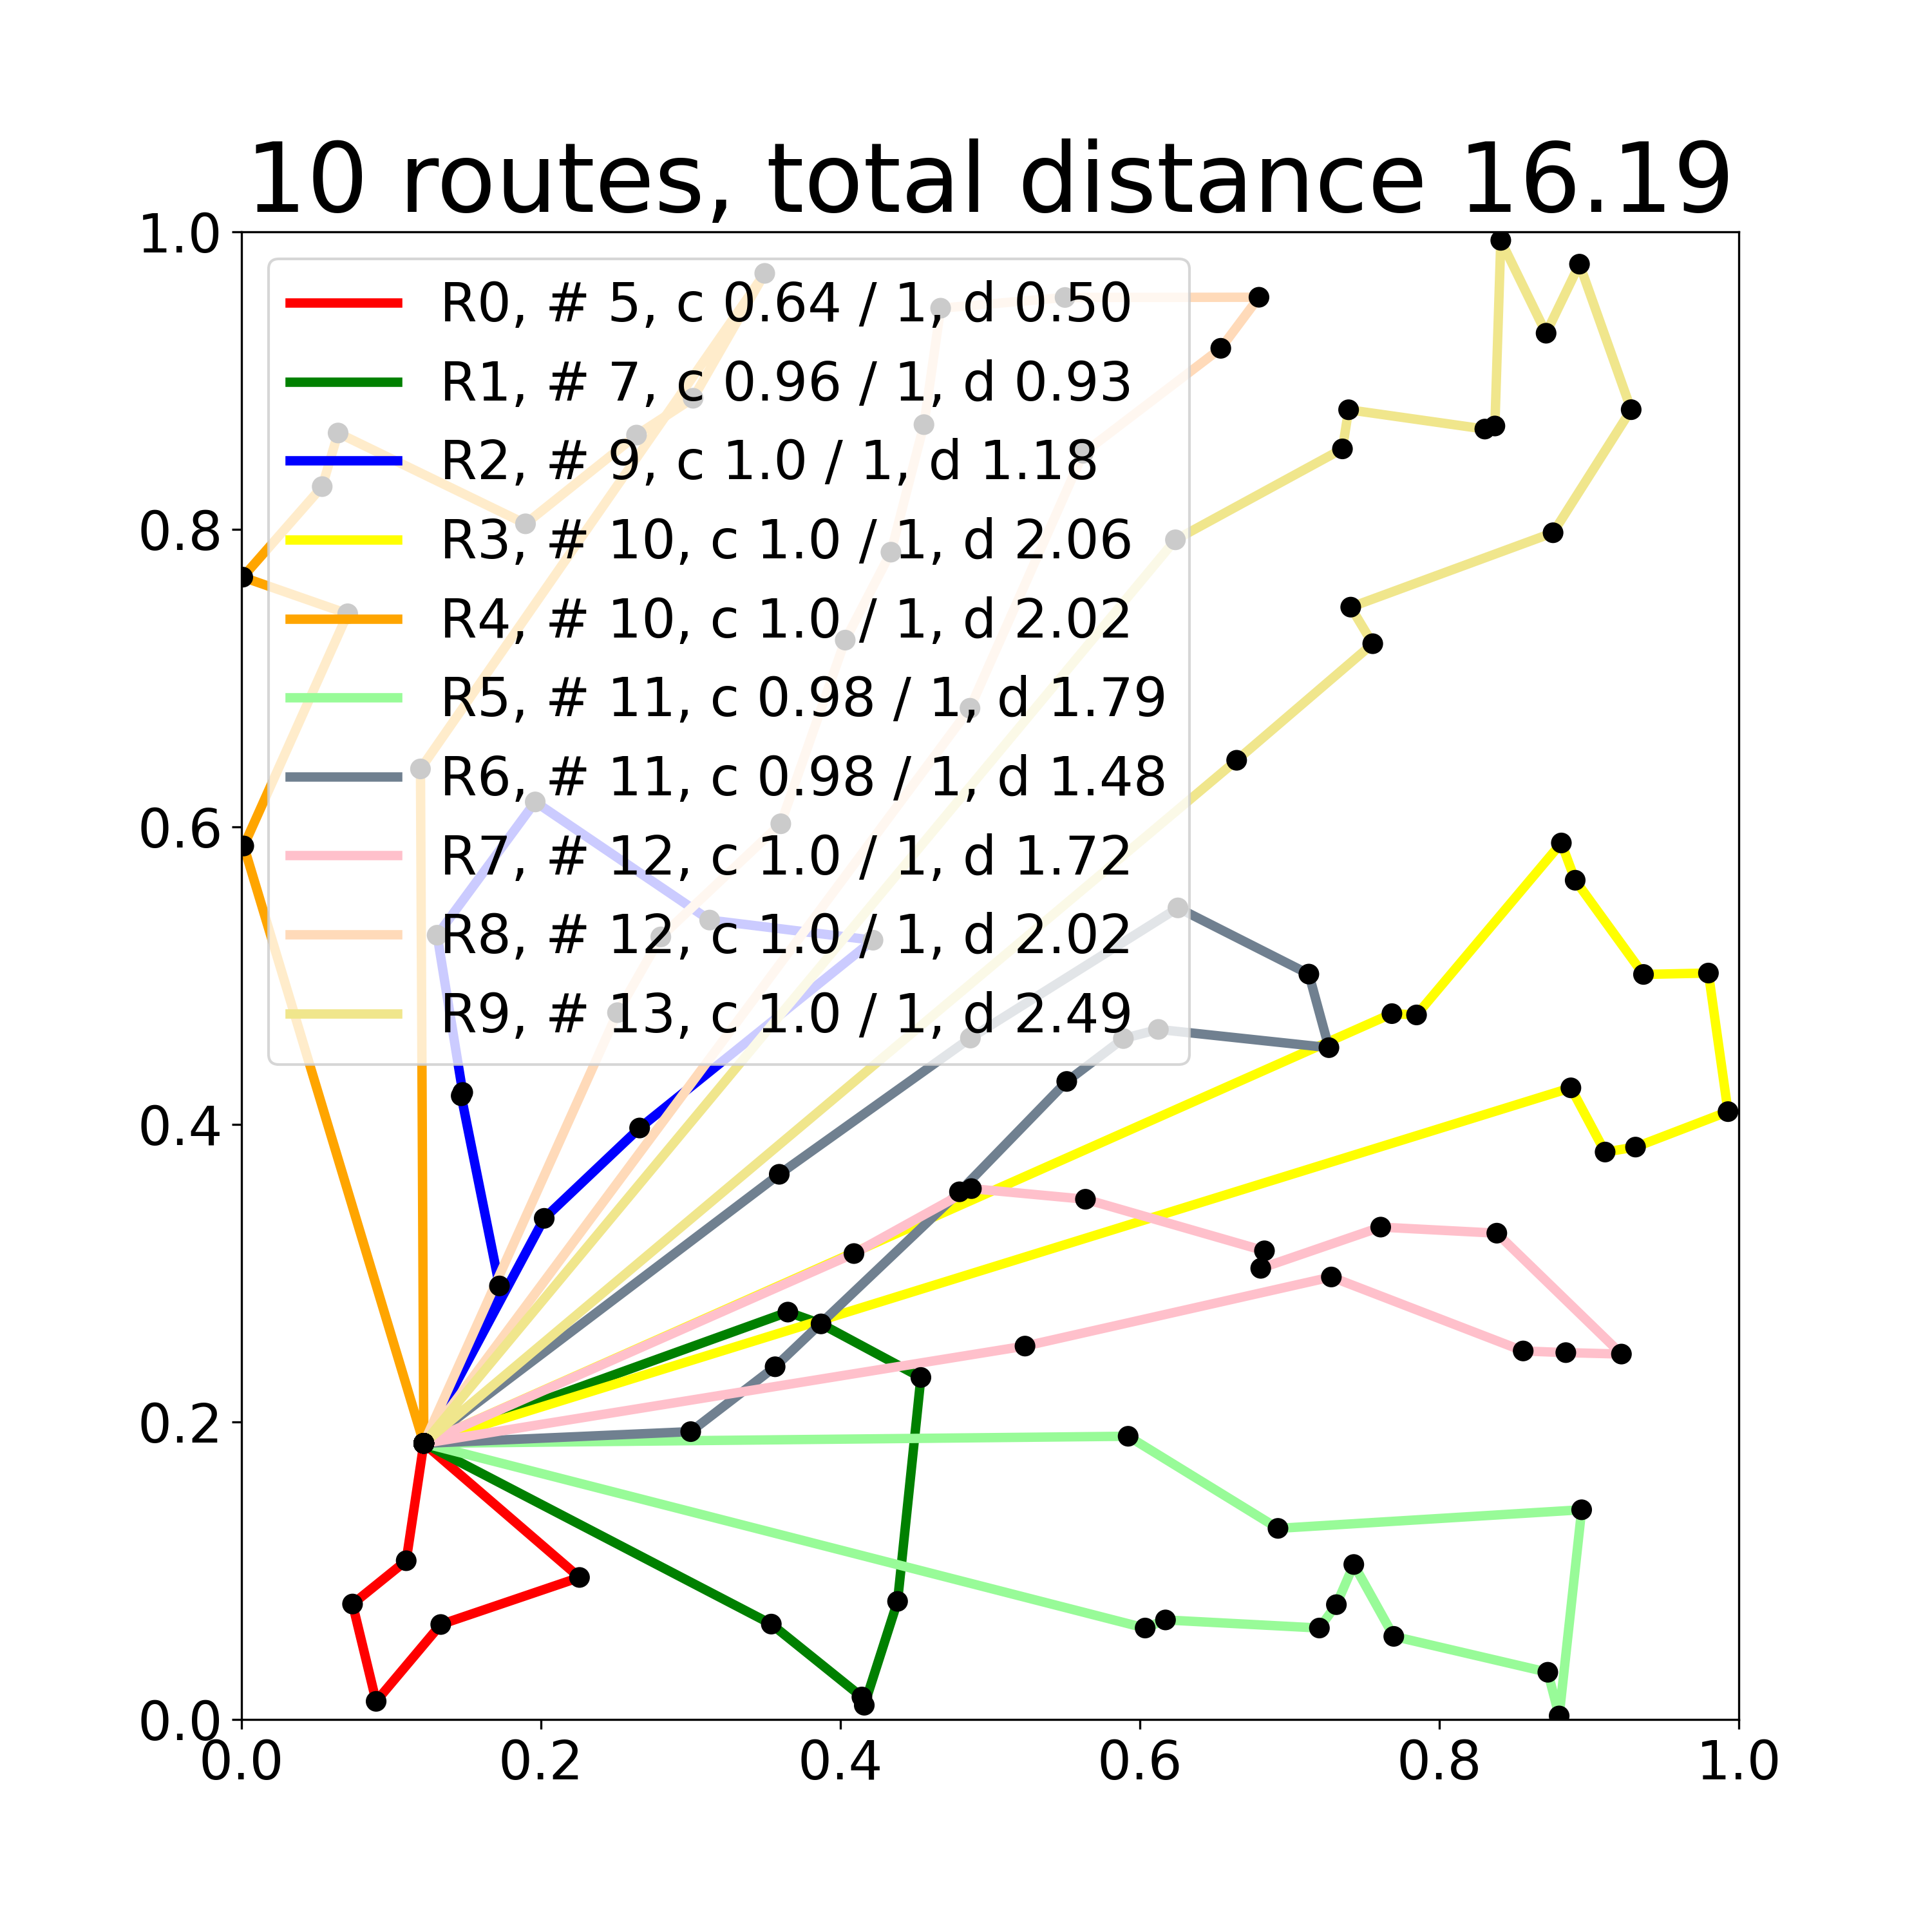 10 routes, total distance 16.19
1.0
0.8
0.6
0.4
0.2
0.0
R0, # 5, c 0.64 / 1, d 0.50
R1, # 7, c 0.96 / 1, d 0.93
R2, # 9, c 1.0 / 1, d 1.18
R3, # 10, c 1.0 / 1, d 2.06
R4, # 10, c 1.0 / 1, d 2.02
R5, # 11, c 0.98 / 1, d 1.79
R6, # 11, c 0.98 / 1, d 1.48
R7, # 12, c 1.0 / 1, d 1.72
R8, # 12, c 1.0 / 1, d 2.02
R9, # 13, c 1.0 / 1, d 2.49
0.0 0.2 0.4 0.6 0.8 1.0